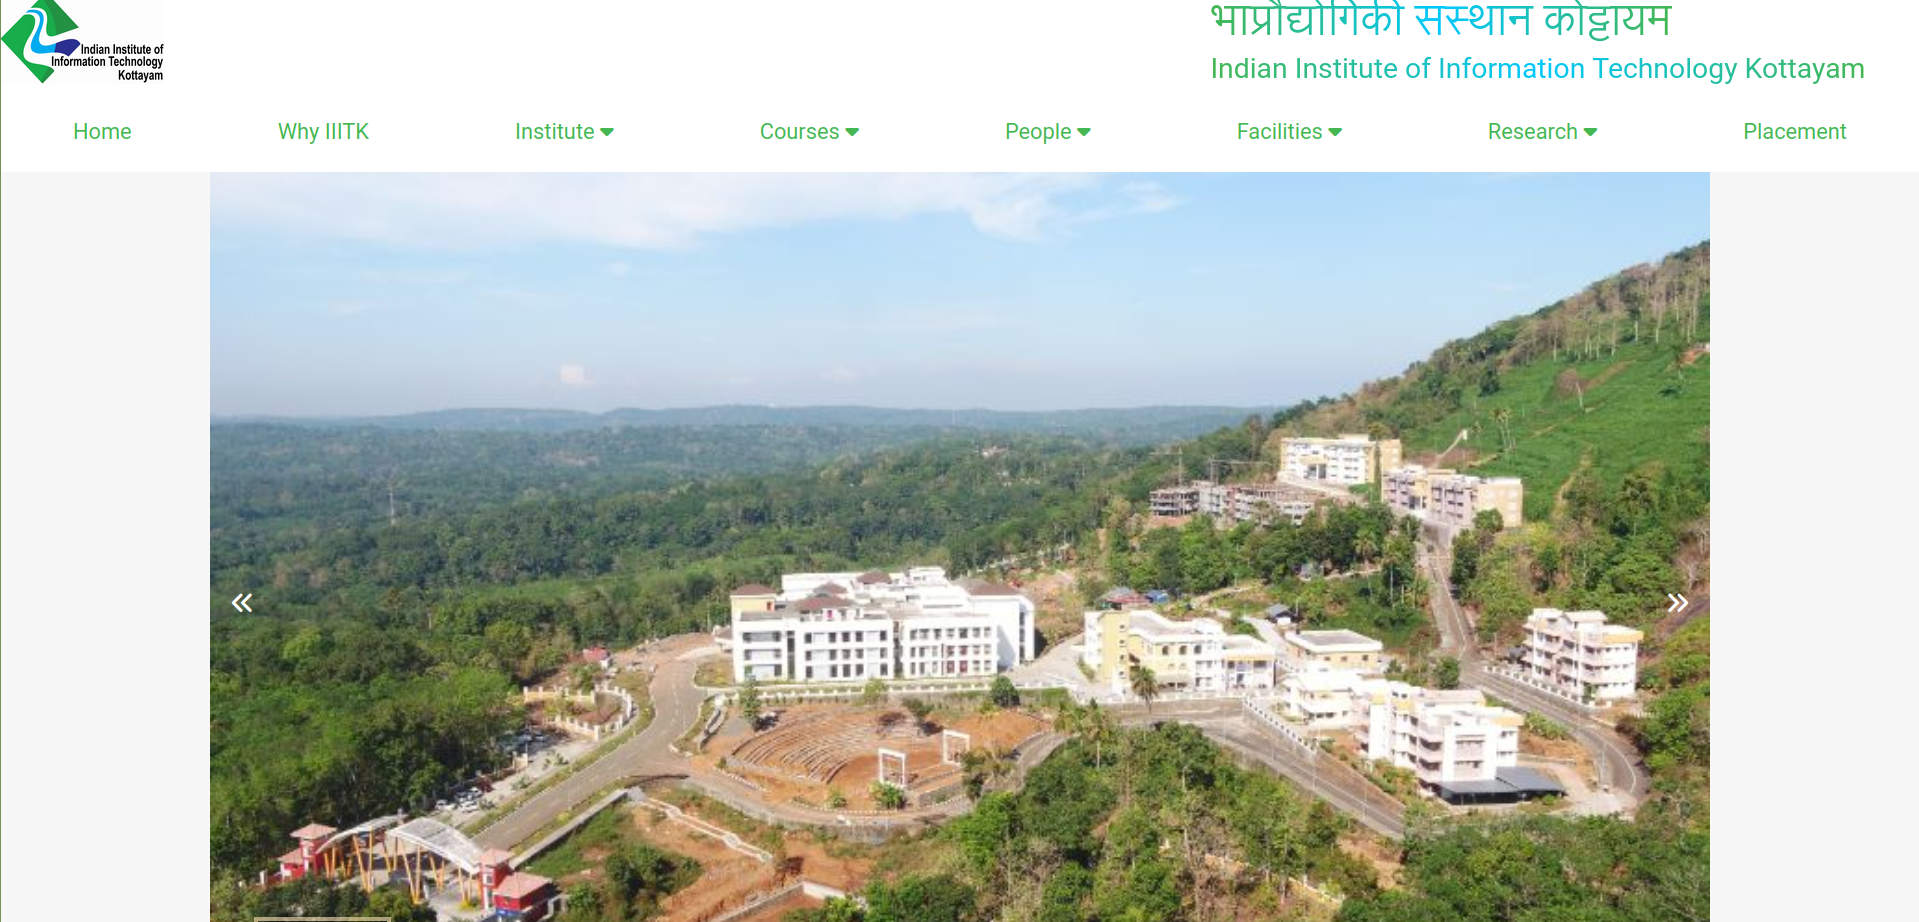 Indian Institute of
Information Technology
Kottayam
भाप्रौद्योगिकी संस्थान कोट्टायम
Indian Institute of Information Technology Kottayam
Home
Why IIITK
Institute
Courses
People
Facilities
Research
Placement